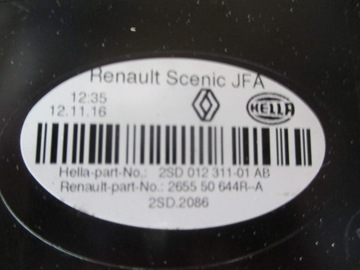 Renault Scenic JFA
12:35
12.11.16
HELLA
Hella-part-No.: 2SD 012 311-01 AB
Renault-part-No.: 2655 50 644R--A
2SD.2086